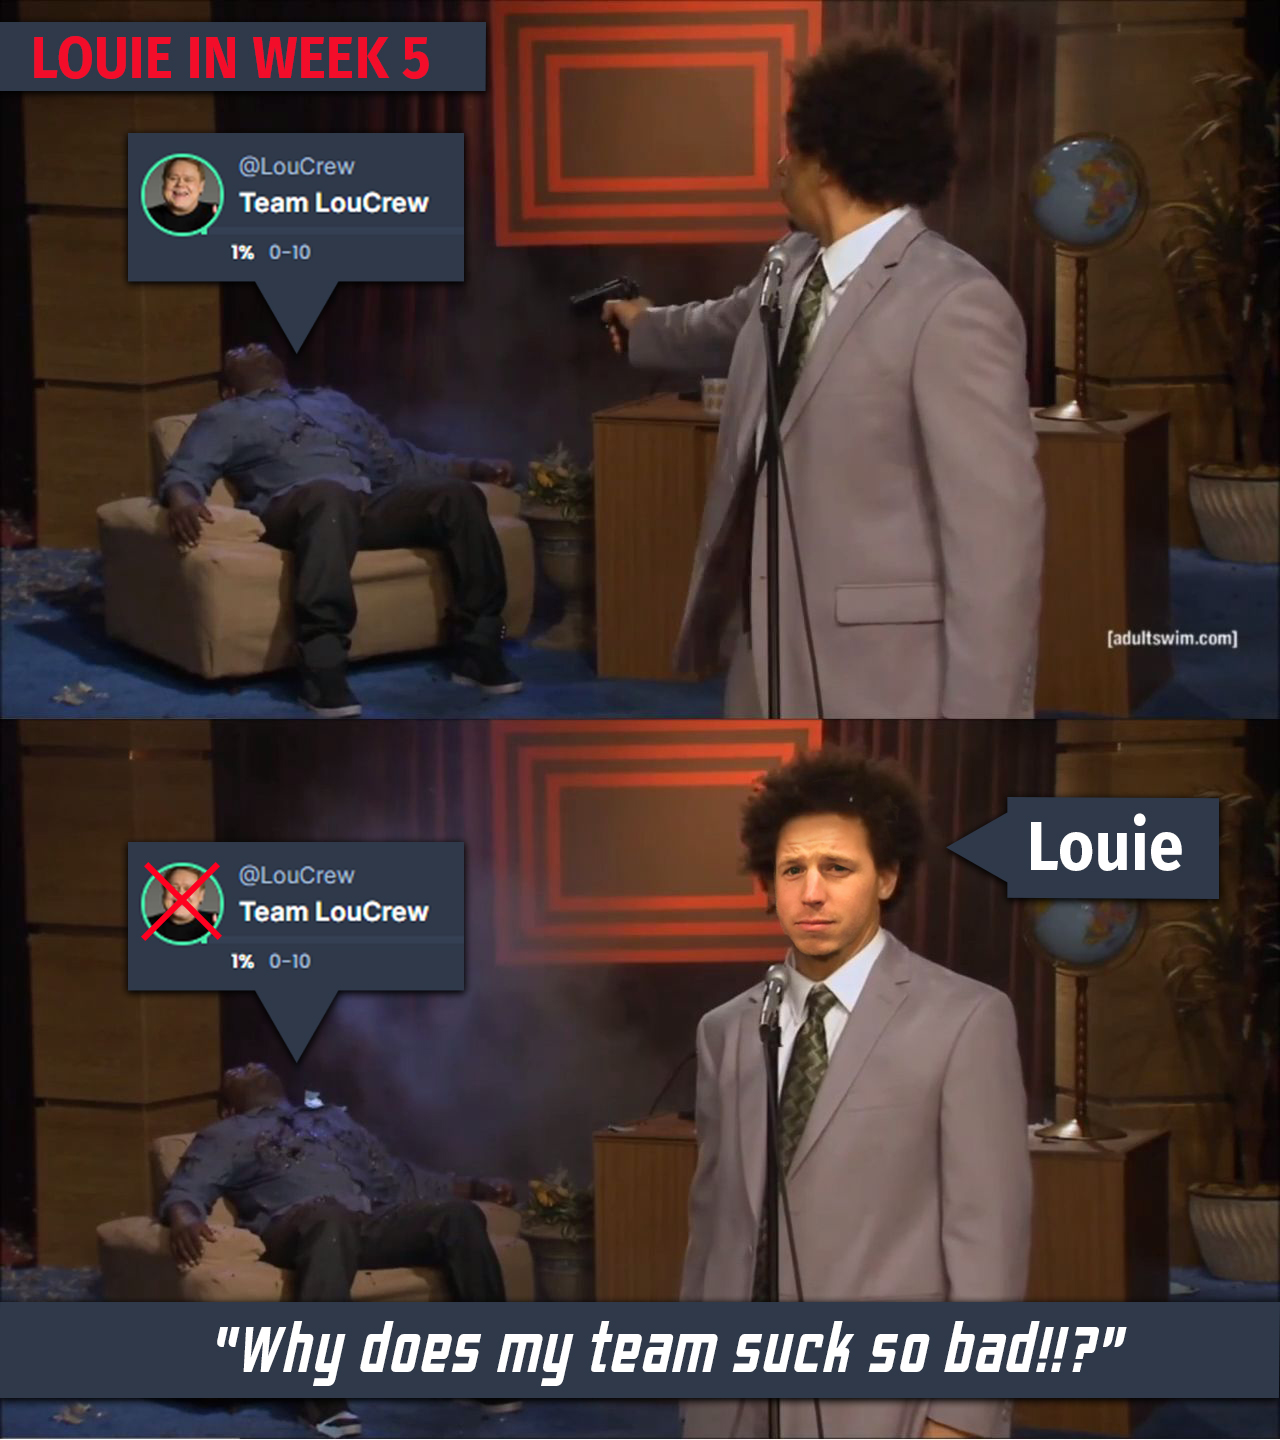 LOUIE IN WEEK 5
@LouCrew
Team LouCrew
1% 0-10
[adultswim.com]
@LouCrew
Team LouCrew
1% 0-10
Louie
"Why does my team suck so bad!!?"